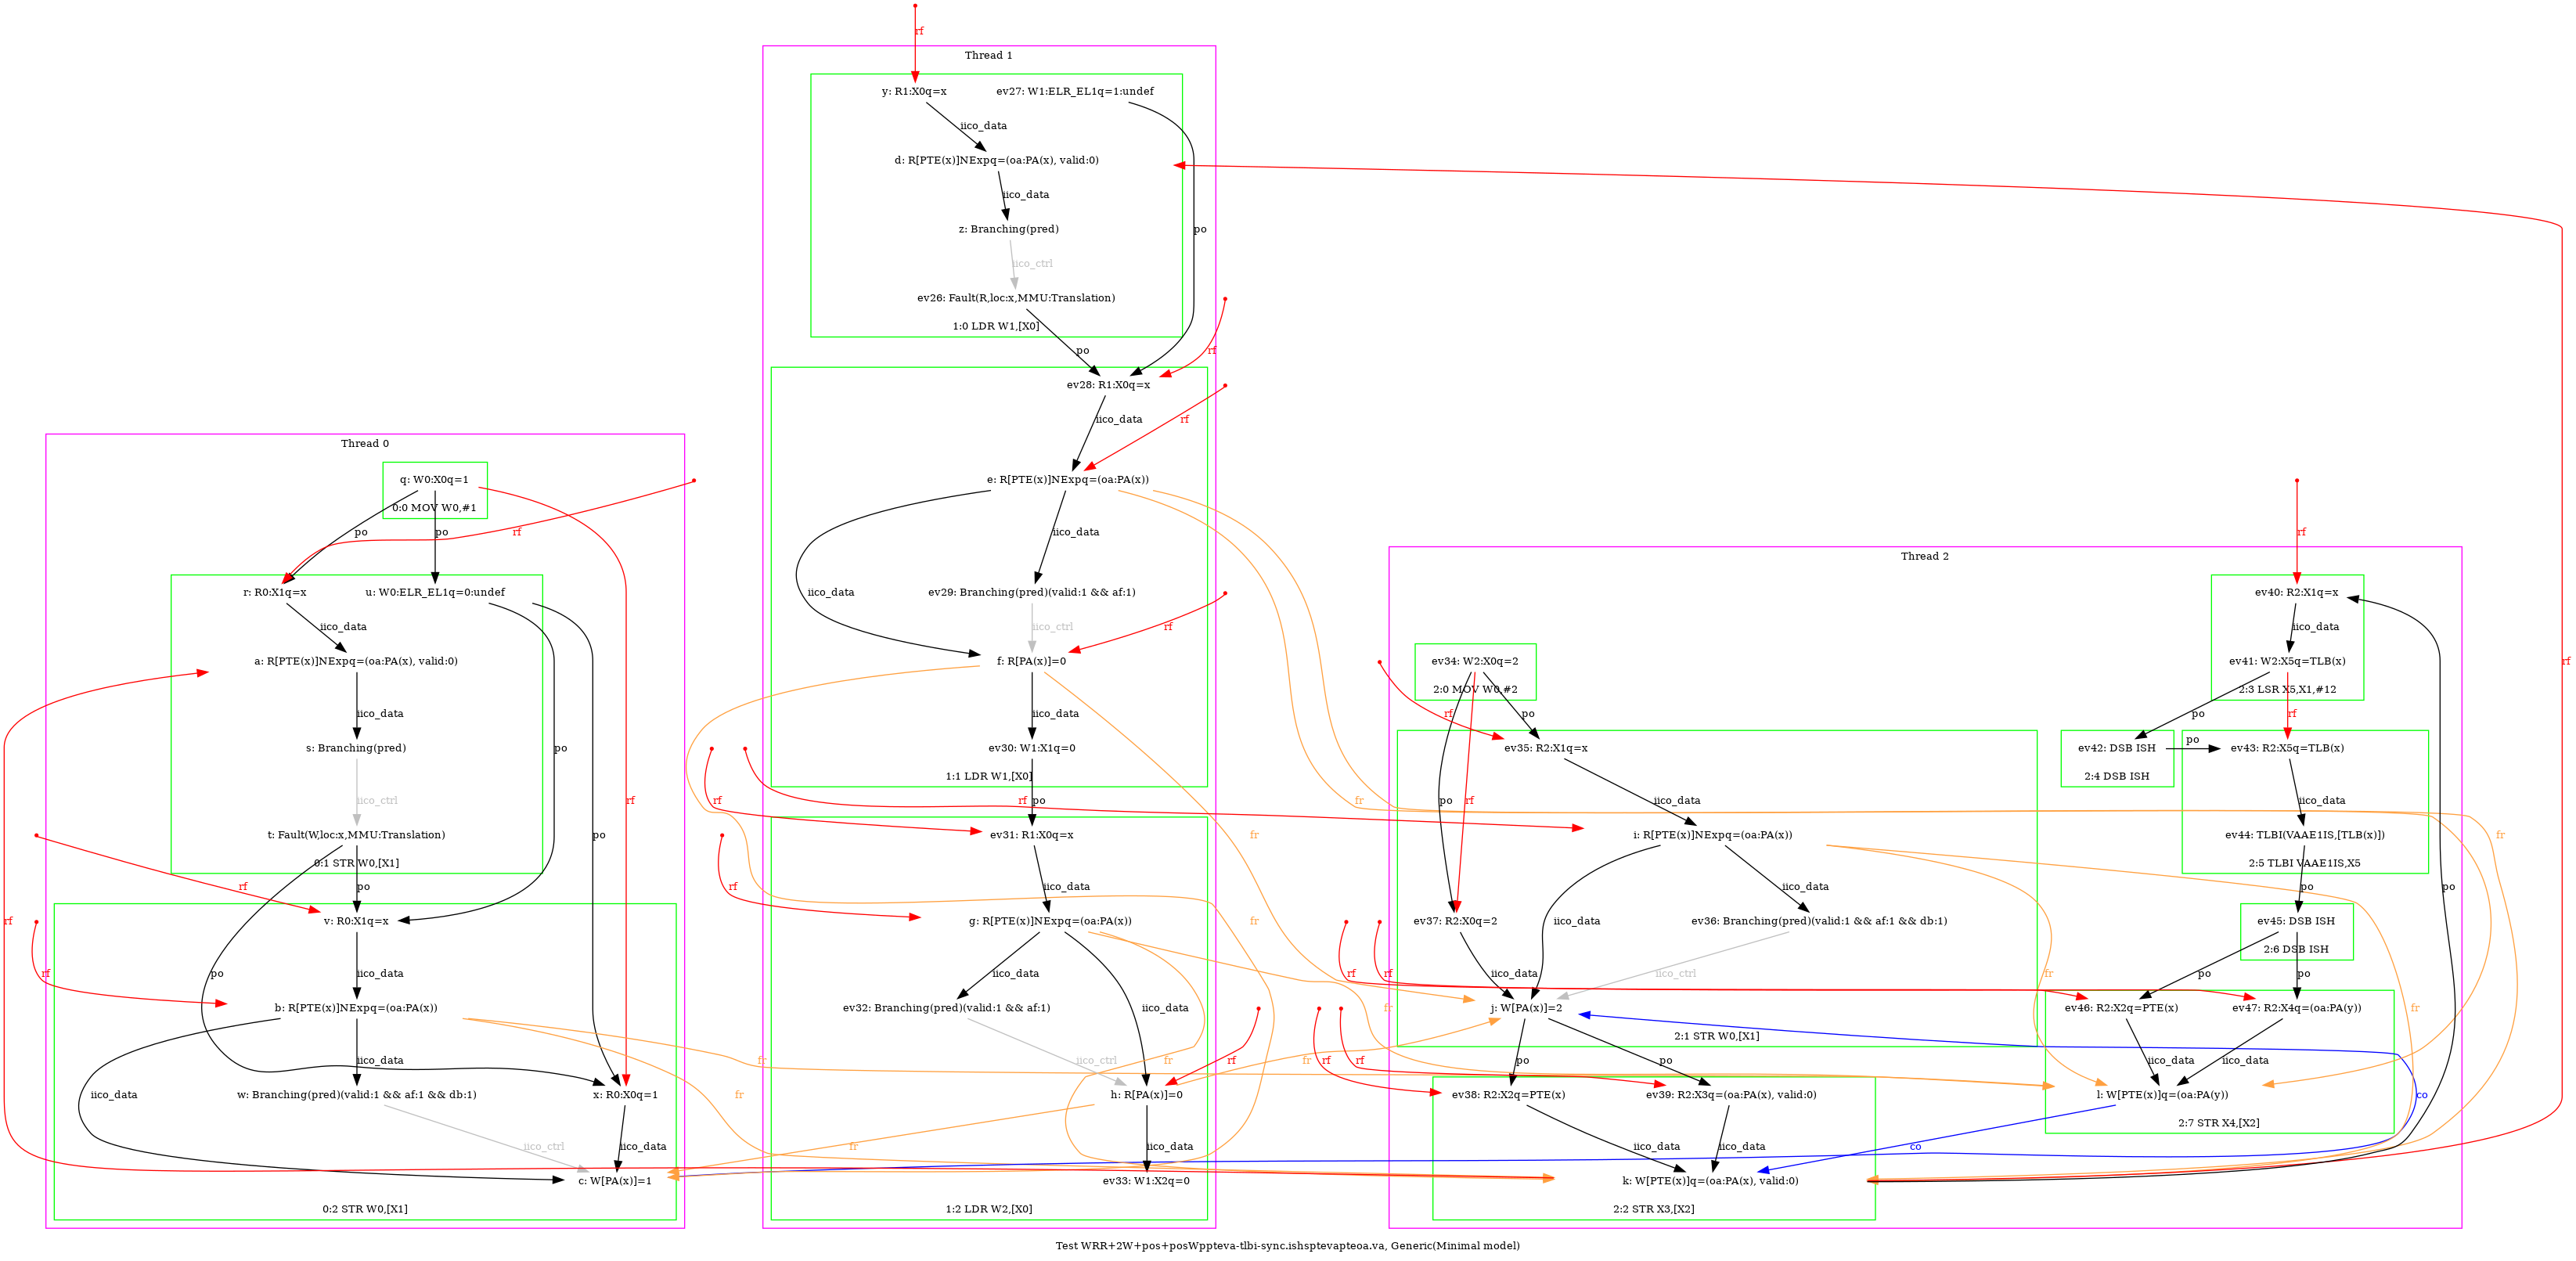 rf
Thread 1
y: R1:X0q=x
ev27: W1:ELR_EL1q=1:undef
iico_data
d: R[PTE(x)]NExpq=(oa:PA(x), valid:0)
iico_data
z: Branching(pred)
po
iico_ctrl
ev26: Fault(R,loc:x,MMU:Translation)
1:0 LDR W1,[X0]
po
rf
ev28: R1:X0q=x
iico_data
rf
Thread 0
q: W0:X0q=1
0:0 MOV W0,#1
e: R[PTE(x)]NExpq=(oa:PA(x))
po
po
rf
iico_data
rf
Thread 2
r: R0:X1q=x
u: W0:ELR_EL1q=0:undef
iico_data
ev29: Branching(pred)(valid:1 && af:1)
ev40: R2:X1q=x
iico_data
iico_ctrl
rf
iico_data
a: R[PTE(x)]NExpq=(oa:PA(x), valid:0)
f: R[PA(x)]=0
ev34: W2:X0q=2
2:0 MOV W0,#2
ev41: W2:X5q=TLB(x)
2:3 LSR X5,X1,#12
rf
iico_data
iico_data
rf
po
po
rf
s: Branching(pred)
po
ev30: W1:X1q=0
1:1 LDR W1,[X0]
ev35: R2:X1q=x
ev42: DSB ISH
2:4 DSB ISH
po
ev43: R2:X5q=TLB(x)
iico_ctrl
rf
rf
rf
po
fr
po
rf
iico_data
iico_data
fr
t: Fault(W,loc:x,MMU:Translation)
0:1 STR W0,[X1]
po
ev31: R1:X0q=x
fr
i: R[PTE(x)]NExpq=(oa:PA(x))
ev44: TLBI(VAAE1IS,[TLB(x)])
2:5 TLBI VAAE1IS,X5
rf
po
rf
iico_data
iico_data
po
po
rf
v: R0:X1q=x
g: R[PTE(x)]NExpq=(oa:PA(x))
fr
ev37: R2:X0q=2
iico_data
ev36: Branching(pred)(valid:1 && af:1 && db:1)
ev45: DSB ISH
2:6 DSB ISH
rf
po
iico_data
iico_data
iico_data
rf
rf
iico_data
iico_ctrl
fr
po
po
b: R[PTE(x)]NExpq=(oa:PA(x))
ev32: Branching(pred)(valid:1 && af:1)
fr
j: W[PA(x)]=2
2:1 STR W0,[X1]
fr
ev46: R2:X2q=PTE(x)
ev47: R2:X4q=(oa:PA(y))
iico_data
fr
iico_ctrl
fr
rf
fr
rf
rf
po
po
iico_data
iico_data
iico_data
w: Branching(pred)(valid:1 && af:1 && db:1)
x: R0:X0q=1
fr
h: R[PA(x)]=0
ev38: R2:X2q=PTE(x)
ev39: R2:X3q=(oa:PA(x), valid:0)
l: W[PTE(x)]q=(oa:PA(y))
2:7 STR X4,[X2]
co
iico_ctrl
iico_data
fr
iico_data
iico_data
iico_data
co
c: W[PA(x)]=1
0:2 STR W0,[X1]
ev33: W1:X2q=0
1:2 LDR W2,[X0]
k: W[PTE(x)]q=(oa:PA(x), valid:0)
2:2 STR X3,[X2]
Test WRR+2W+pos+posWppteva-tlbi-sync.ishsptevapteoa.va, Generic(Minimal model)